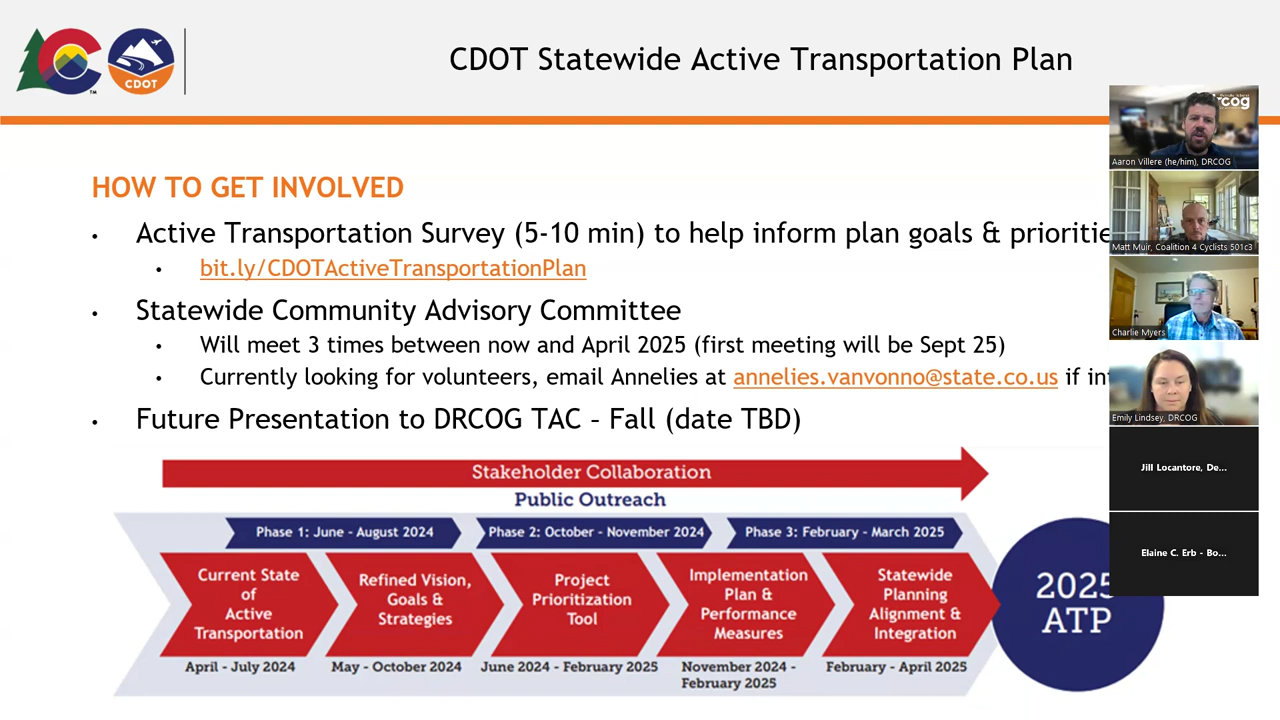 CDOT Statewide Active Transportation Plan
TM
CDOT
rcog
Aaron Villere (he/him), DRCOG
HOW TO GET INVOLVED
Active Transportation Survey (5-10 min) to help inform plan goals & prioritie
Matt Muir, Coalition 4 Cyclists 501c3
bit.ly/CDOTActiveTransportationPlan
Statewide Community Advisory Committee
Charlie Myers
Will meet 3 times between now and April 2025 (first meeting will be Sept 25)
Currently looking for volunteers, email Annelies at annelies.vanvonno@state.co.us if int
Future Presentation to DRCOG TAC – Fall (date TBD)
Emily Lindsey, DRCOG
Jill Locantore, De...
Elaine C. Erb - Bo...
Stakeholder Collaboration
Public Outreach
Phase 1: June - August 2024
Phase 2: October - November 2024
Phase 3: February - March 2025
Current State
of
Active
Transportation
Refined Vision,
Goals &
Strategies
Project
Prioritization
Tool
Implementation
Plan &
Performance
Measures
Statewide
Planning
Alignment &
Integration
2025
ATP
April - July 2024
May - October 2024
June 2024 - February 2025
November 2024 -
February 2025
February - April 2025